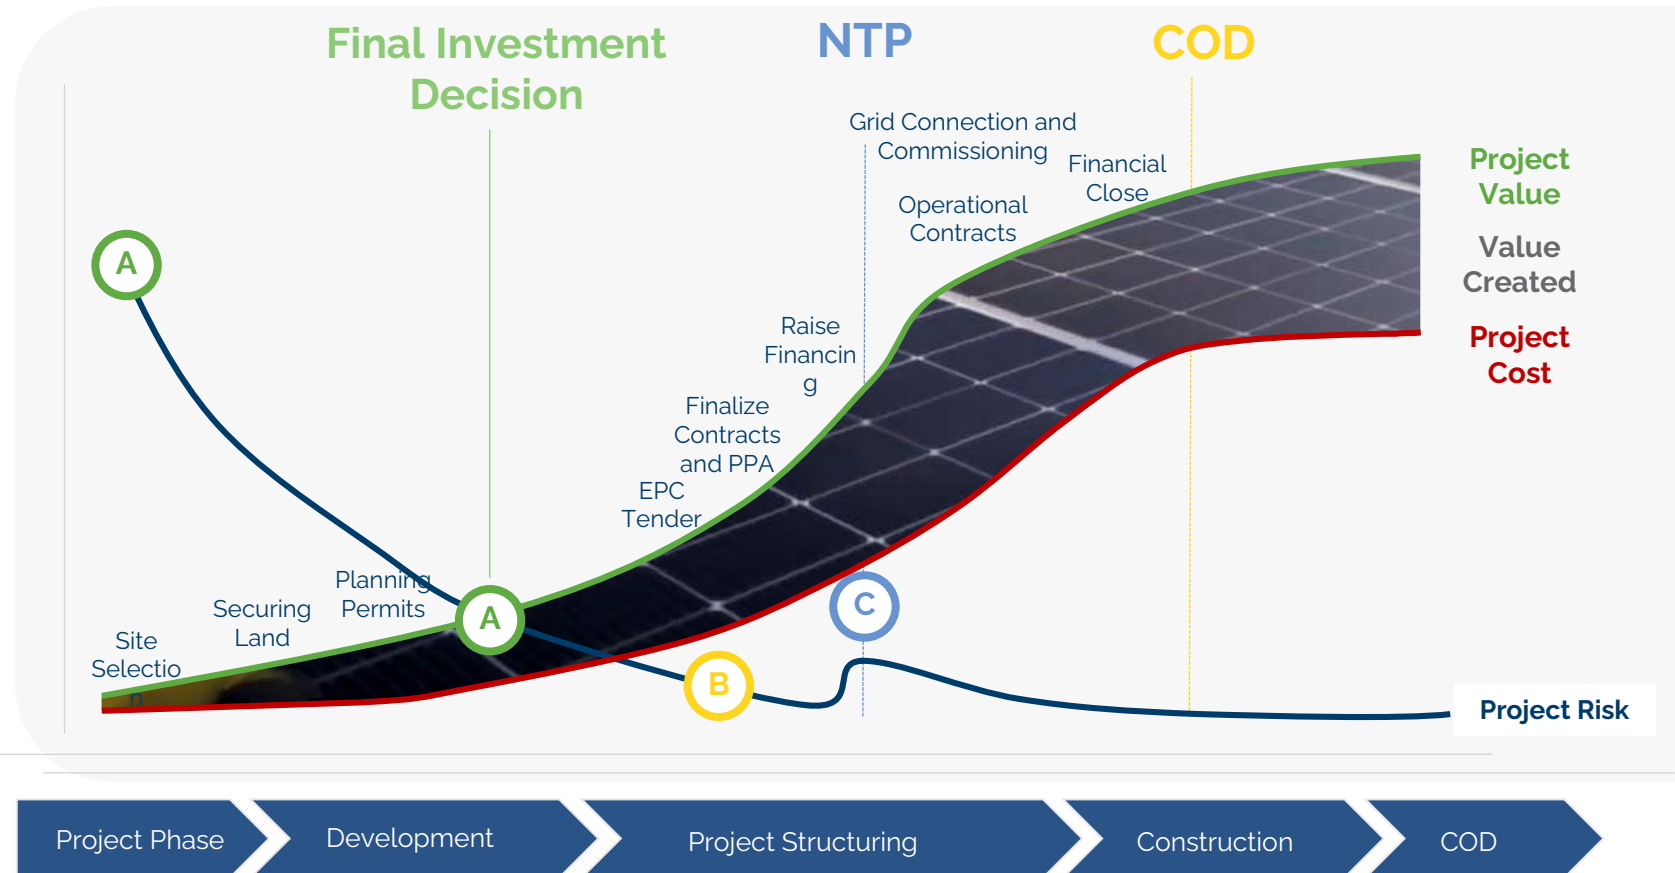 Final Investment
Decision
NTP
COD
Grid Connection and
Commissioning
Financial
Close
Operational
Contracts
Project
Value
Value
Created
Project
Cost
A
Raise
Financin
g
Finalize
Contracts
and PPA
EPC
Tender
Planning
Permits
Securing
Land
Site
Selectio
n
A
B
C
Project Risk
Project Phase
Development
Project Structuring
Construction
COD